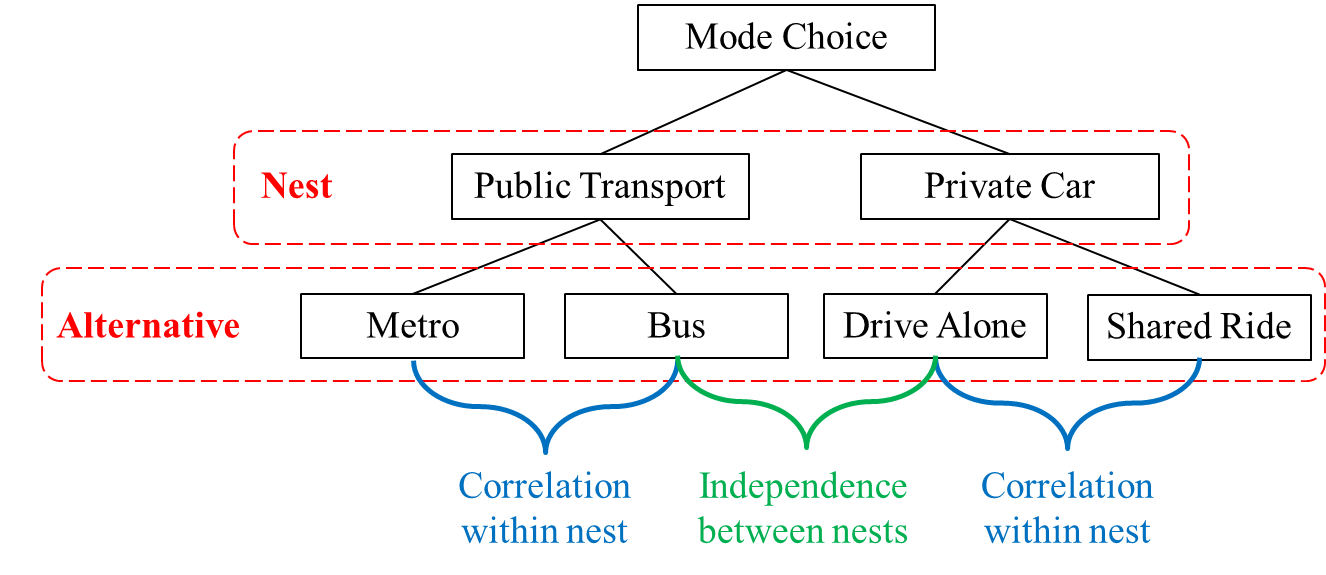 Mode Choice
Nest
Public Transport
Private Car
Alternative
Metro
Bus
Drive Alone
Shared Ride
Correlation
within nest
Independence
between nests
Correlation
within nest